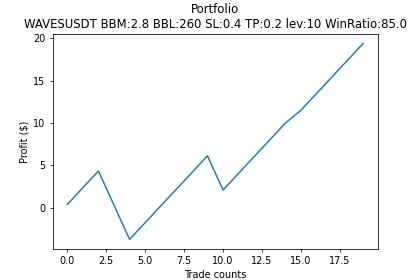 Portfolio
WAVESUSDT BBM:2.8 BBL:260 SL:0.4 TP:0.2 lev:10 WinRatio:85.0
20
15
10
5
0
Profit ($)
0.0 2.5 5.0 7.5 10.0 12.5 15.0 17.5
Trade counts